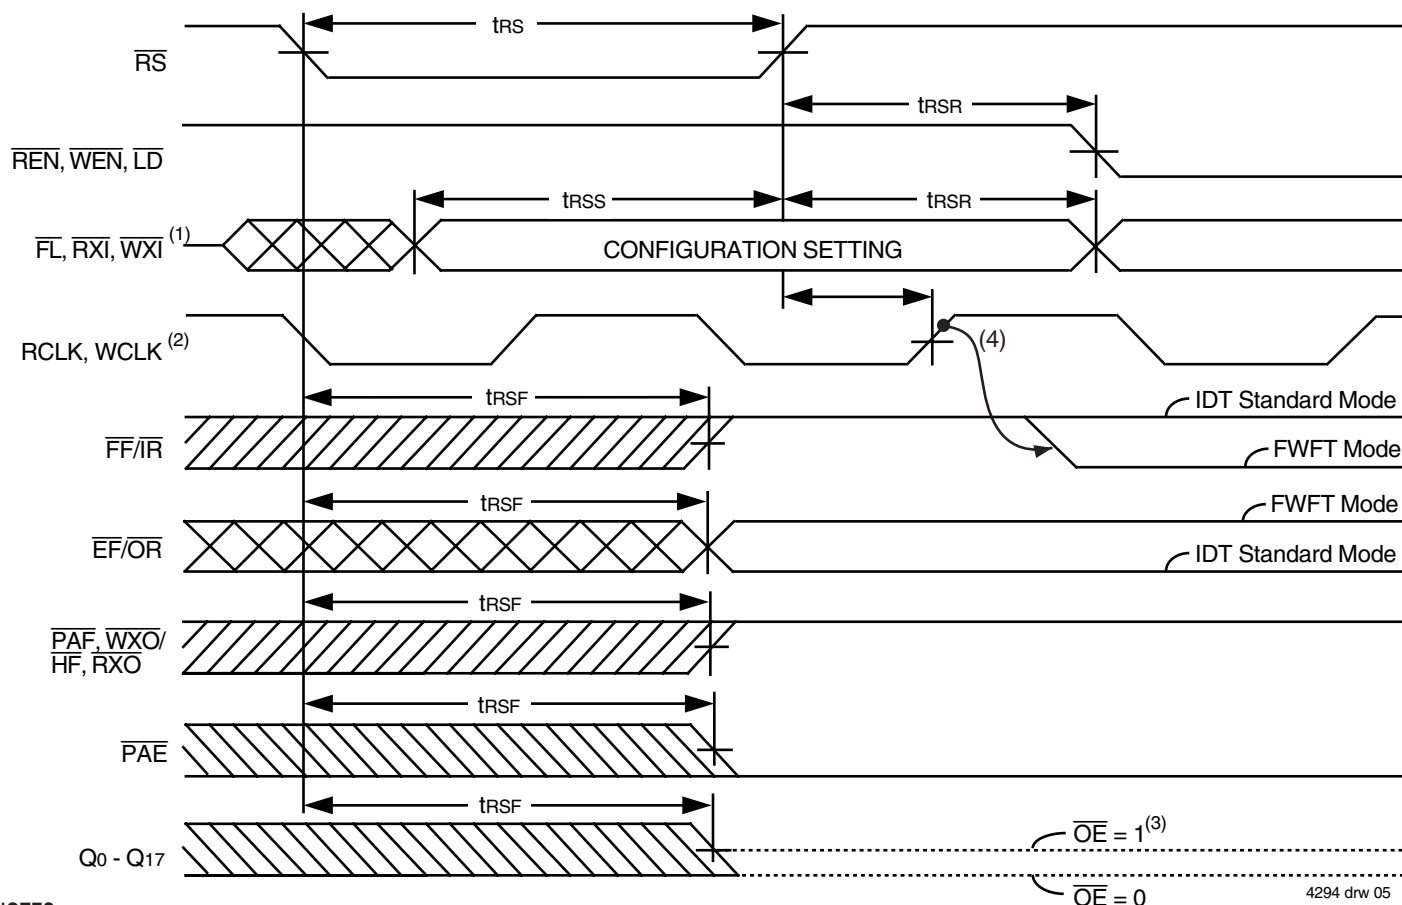 tRS
RS
tRSR
REN, WEN, LD
tRSS
tRSR
FL, RXI, WXI (1)
CONFIGURATION SETTING
RCLK, WCLK (2)
(4)
tRSF
IDT Standard Mode
FF/IR
FWFT Mode
tRSF
FWFT Mode
EF/OR
IDT Standard Mode
tRSF
PAF, WXO/
HF, RXO
tRSF
PAE
tRSF
OE = 1(3)
Q0 - Q17
OE = 0
4294 drw 05